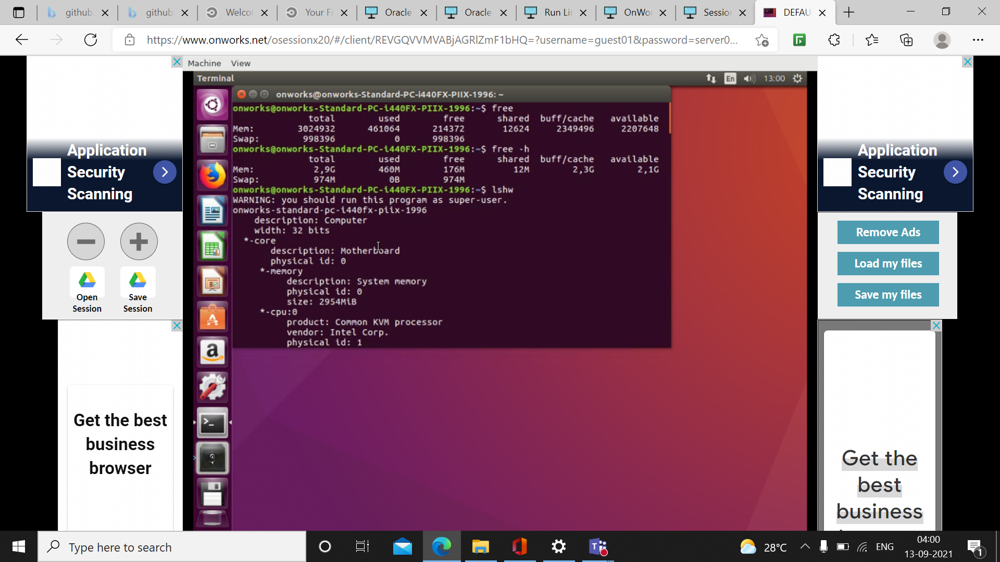 github.
github.
Welcor
Your Fi
Oracle
Oracle
Run Lir
OnWor
Session
DEFAU
https://www.onworks.net/osessionx20/#/client/REVGQVVMVABjAGRlZmF1bHQ=?username=guest01&password=server0...
Machine View
Terminal
En
13:00
onworks@onworks-Standard-PC-i440FX-PIIX-1996: ~
onworks@onworks-Standard-PC-i440FX-PIIX-1996:~$ free
total used free shared buff/cache available
Mem: 3024932 461064 214372 12624 2349496 2207648
Swap: 998396 0 998396
onworks@onworks-Standard-PC-i440FX-PIIX-1996:~$ free -h
total used free shared buff/cache available
Mem: 2,9G 460M 176M 12M 2,3G 2,1G
Swap: 974M 0B 974M
onworks@onworks-Standard-PC-i440FX-PIIX-1996:~$ lshw
WARNING: you should run this program as super-user.
onworks-standard-pc-i440fx-piix-1996
description: Computer
width: 32 bits
*-core
description: Motherboard
physical id: 0
*-memory
description: System memory
physical id: 0
size: 2954MiB
*-cpu:0
product: Common KVM processor
vendor: Intel Corp.
physical id: 1
Application
Security
Scanning
Open
Session
Save
Session
Get the best
business
browser
Application
Security
Scanning
Remove Ads
Load my files
Save my files
Get the
best
business
Type here to search
28°C
ENG
04:00
13-09-2021
1